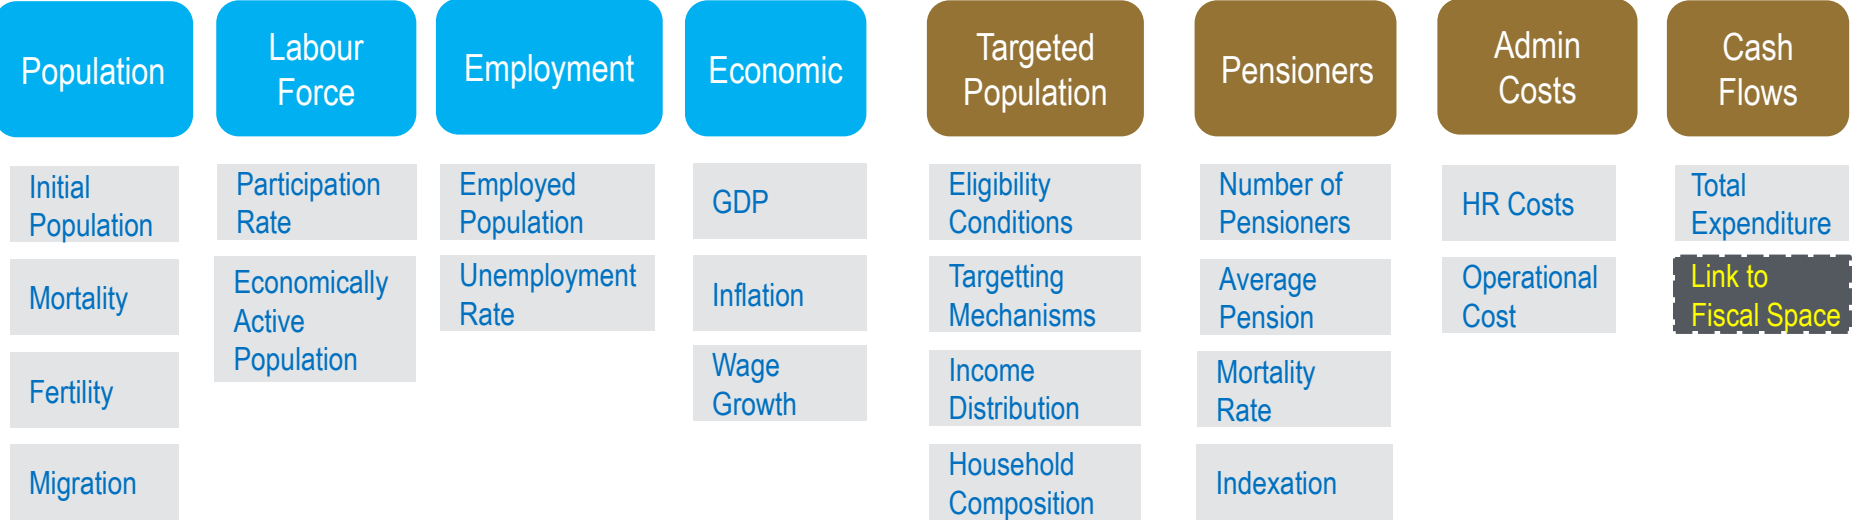 Population
Labour
Force
Employment
Economic
Targeted
Population
Pensioners
Admin
Costs
Cash
Flows
Initial
Population
Mortality
Fertility
Migration
Participation
Rate
Economically
Active
Population
Employed
Population
Unemployment
Rate
GDP
Inflation
Wage
Growth
Eligibility
Conditions
Targetting
Mechanisms
Income
Distribution
Household
Composition
Number of
Pensioners
Average
Pension
Mortality
Rate
Indexation
HR Costs
Operational
Cost
Total
Expenditure
Link to
Fiscal Space